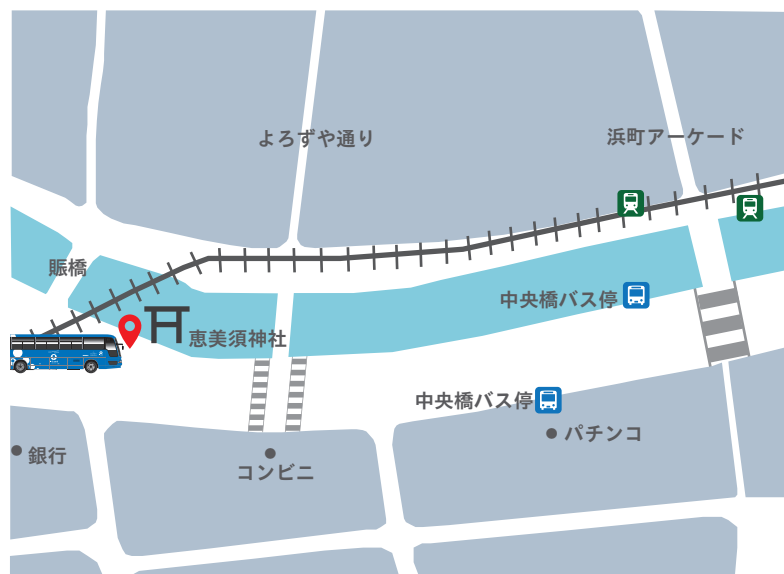 よろずや通り
浜町アーケード
賑橋
中央橋バス停
恵美須神社
中央橋バス停
パチンコ
銀行
コンビニ